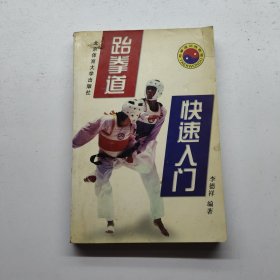 跆拳道
快速入门
李德祥 编著
北京体育大学出版社